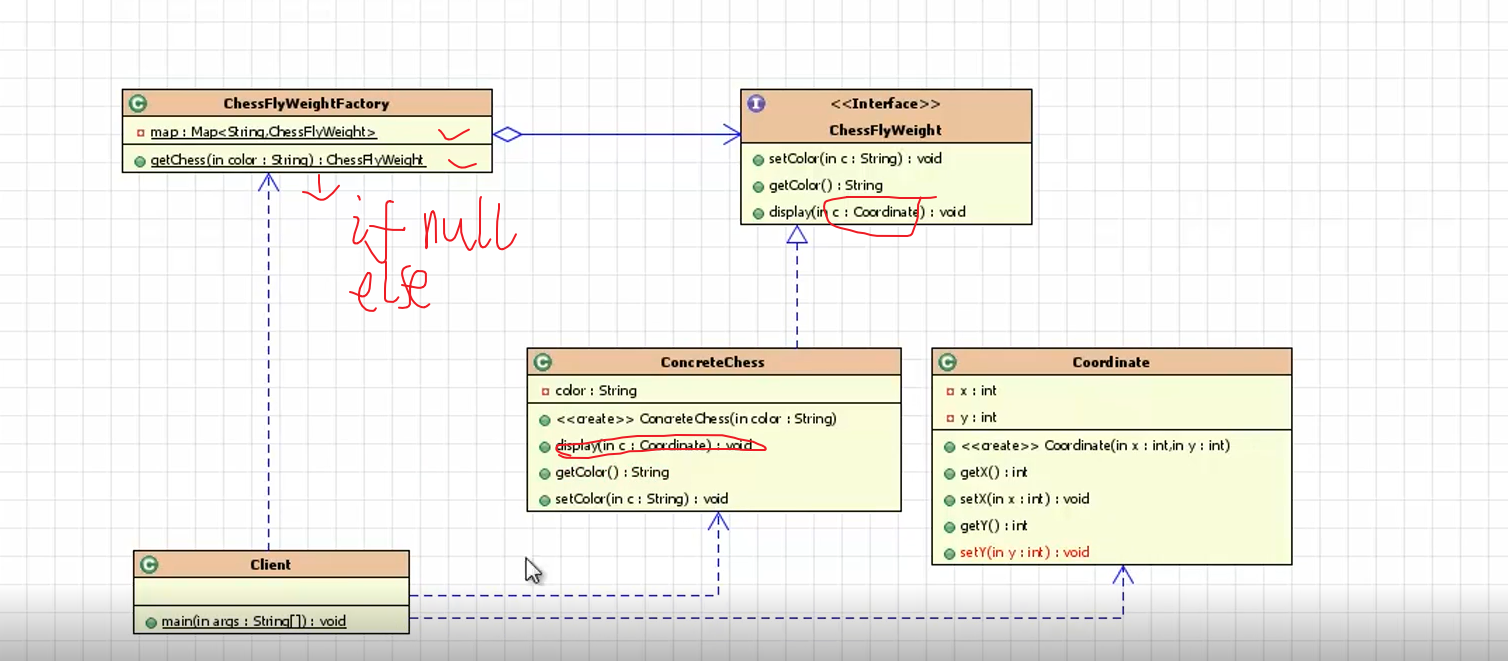 ChessFlyWeightFactory
map : Map<String,ChessFlyWeight>
getChess(in color : String) : ChessFlyWeight
if null
else
I
<<Interface>>
ChessFlyWeight
setColor(in c : String) : void
getColor() : String
display(in c : Coordinate) : void
C
ConcreteChess
color : String
<<create>> ConcreteChess(in color : String)
display(in c : Coordinate) : void
getColor() : String
setColor(in c : String) : void
C
Coordinate
x : int
y : int
<<create>> Coordinate(in x : int,in y : int)
getX() : int
setX(in x : int) : void
getY() : int
setY(in y : int) : void
C
Client
main(in args : String[]) : void